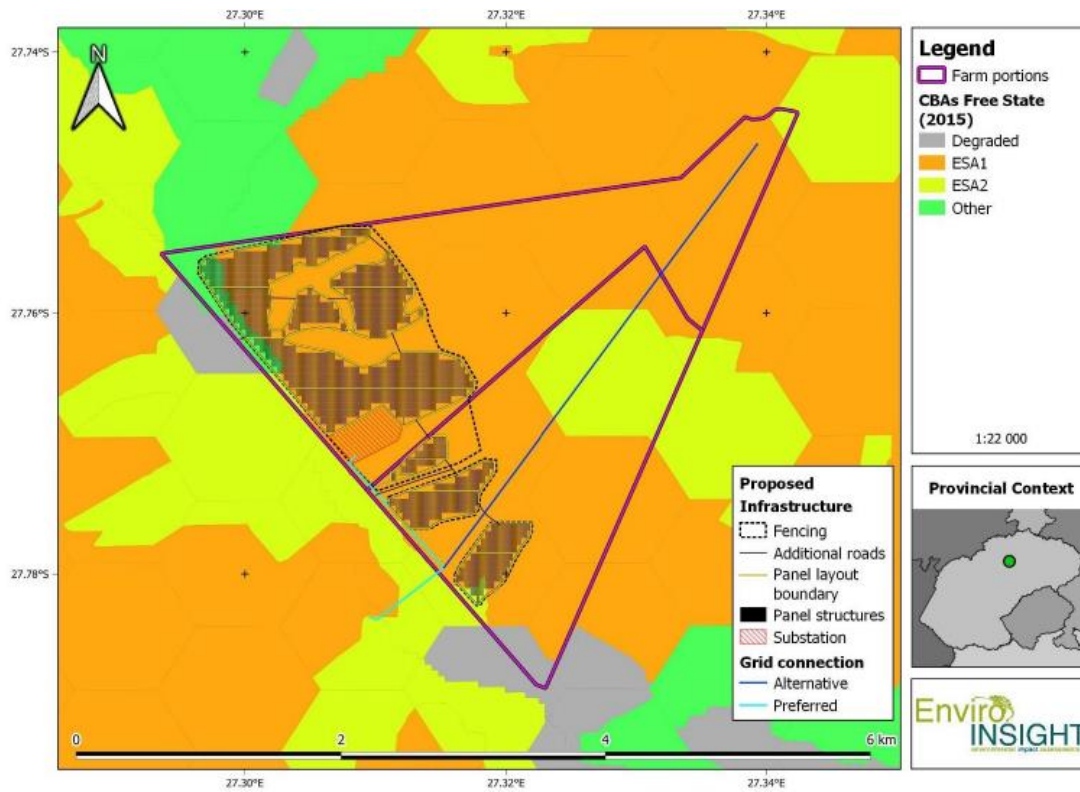 27.30°E
27.32°E
27.34°E
27.74°S
27.76°S
27.78°S
N
Legend
Farm portions
CBAs Free State
(2015)
Degraded
ESA1
ESA2
Other
1:22 000
Proposed
Infrastructure
Fencing
Additional roads
Panel layout
boundary
Panel structures
Substation
Grid connection
Alternative
Preferred
Provincial Context
Enviro
INSIGHT
0
2
4
6 km
27.30°E
27.32°E
27.34°E